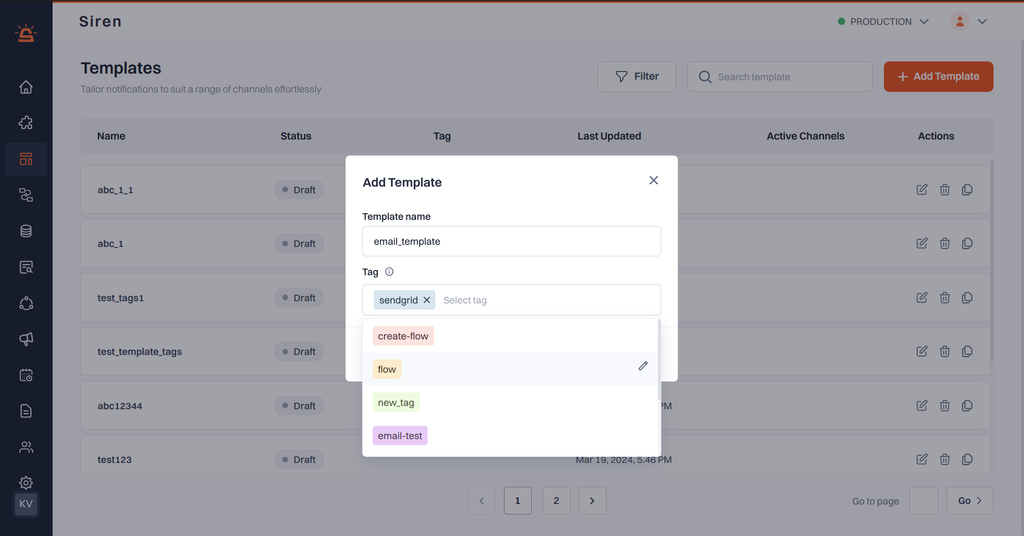 Siren
PRODUCTION
Templates
Tailor notifications to suit a range of channels effortlessly
Filter
Search template
+ Add Template
Name Status Tag Last Updated Active Channels Actions
abc_1_1 Draft
abc_1 Draft
test_tags1 Draft
test_template_tags Draft
abc12344 Draft PM
test123 Draft Mar 19, 2024, 5:46 PM
Add Template
Template name
email_template
Tag
sendgrid × Select tag
create-flow
flow
new_tag
email-test
1 2
Go to page Go
KV